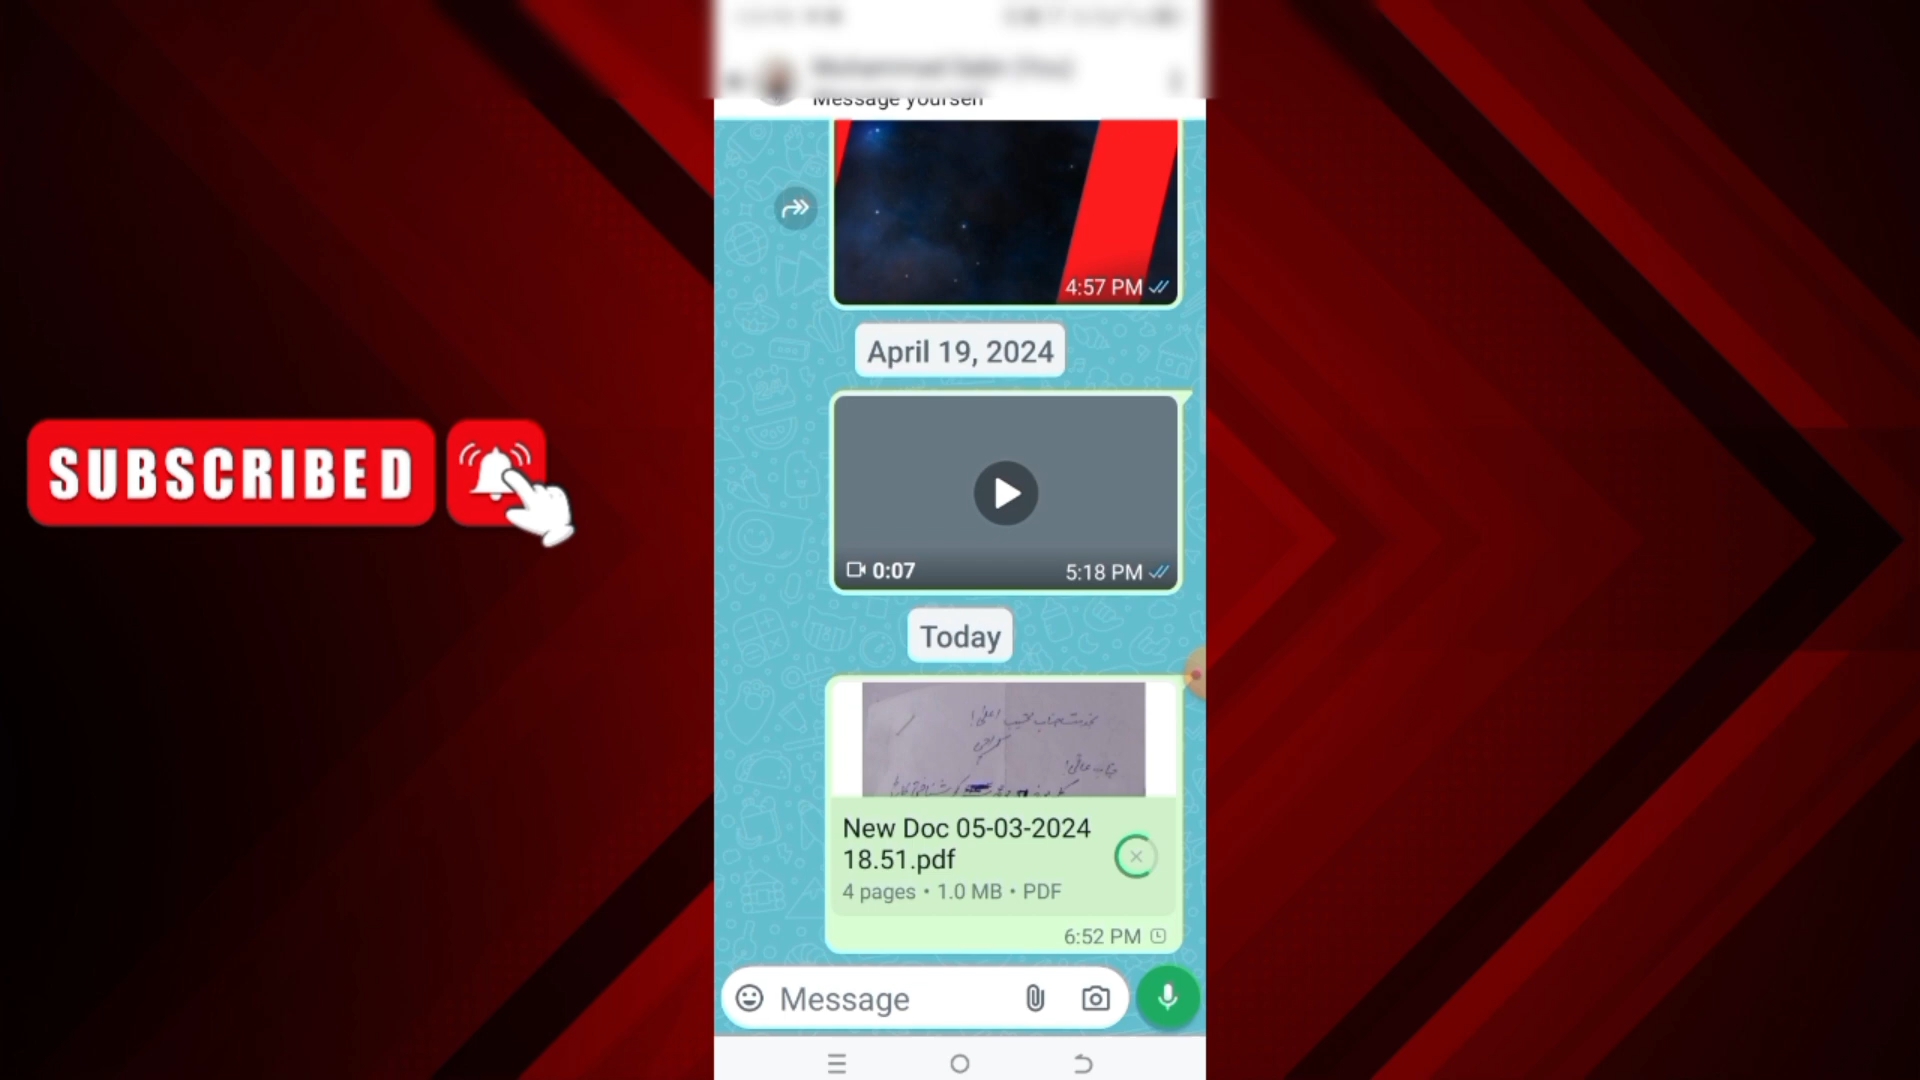 Message yourself
4:57 PM
April 19, 2024
SUBSCRIBED
0:07 5:18 PM
Today
اعلیٰ!
New Doc 05-03-2024
18.51.pdf
4 pages • 1.0 MB • PDF
6:52 PM
Message